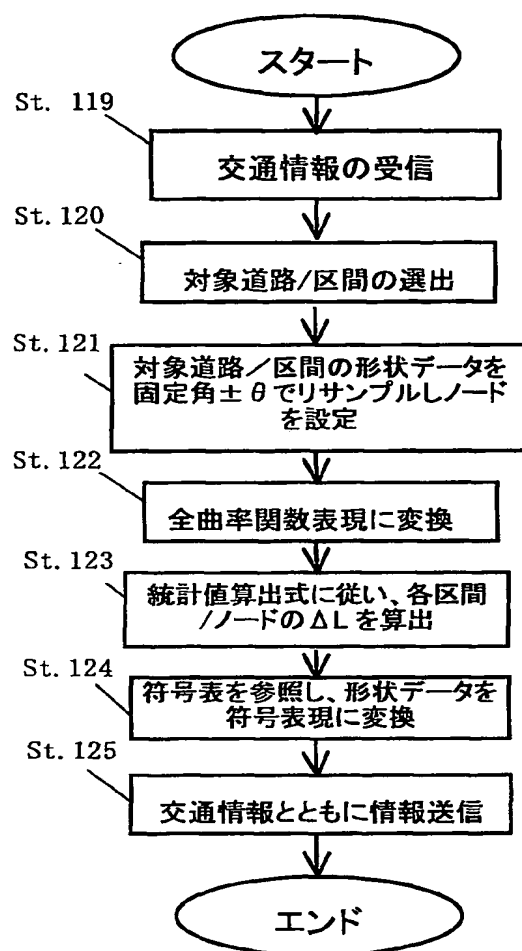 スタート
St. 119
交通情報の受信
St. 120
対象道路/区間の選出
St. 121
対象道路／区間の形状データを
固定角±θでリサンプルしノード
を設定
St. 122
全曲率関数表現に変換
St. 123
統計値算出式に従い、各区間
/ノードのΔLを算出
St. 124
符号表を参照し、形状データを
符号表現に変換
St. 125
交通情報とともに情報送信
エンド